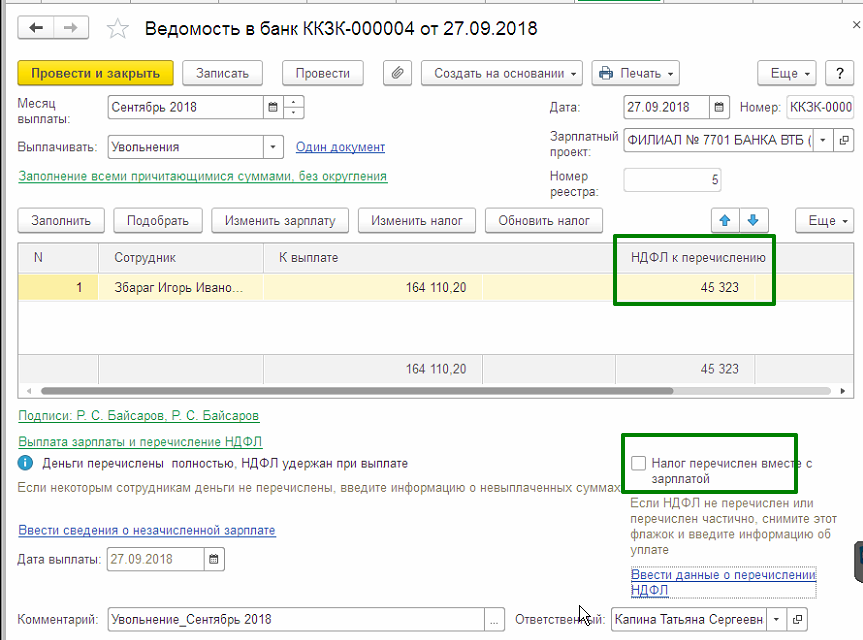 Ведомость в банк ККЗК-000004 от 27.09.2018
Провести и закрыть Записать Провести Создать на основании Печать Еще ?
Месяц выплаты: Сентябрь 2018 Дата: 27.09.2018 Номер: ККЗК-0000
Выплачивать: Увольнения Один документ Зарплатный проект: ФИЛИАЛ № 7701 БАНКА ВТБ (
Заполнение всеми причитающимися суммами, без округления Номер реестра: 5
Заполнить Подобрать Изменить зарплату Изменить налог Обновить налог Еще
N Сотрудник К выплате НДФЛ к перечислению
1 Збараг Игорь Ивано... 164 110,20 45 323
164 110,20 45 323
Подписи: Р. С. Байсаров, Р. С. Байсаров
Выплата зарплаты и перечисление НДФЛ
Деньги перечислены полностью, НДФЛ удержан при выплате
Налог перечислен вместе с
зарплатой
Если некоторым сотрудникам деньги не перечислены, введите информацию о невыплаченных суммах
Если НДФЛ не перечислен или
перечислен частично, снимите этот
флажок и введите информацию об
уплате
Ввести сведения о незачисленной зарплате
Дата выплаты: 27.09.2018
Ввести данные о перечислении
НДФЛ
Комментарий: Увольнение_Сентябрь 2018 ... Ответственный: Капина Татьяна Сергеевн